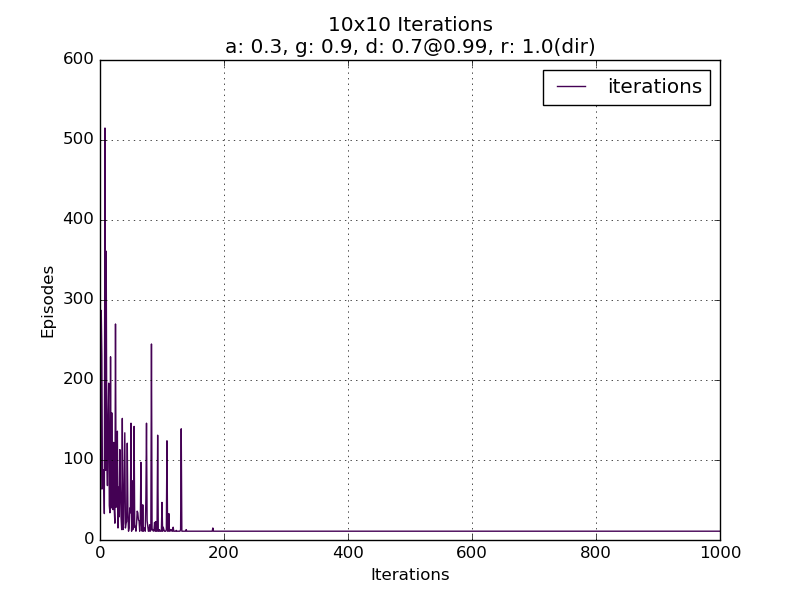 10x10 Iterations
a: 0.3, g: 0.9, d: 0.7@0.99, r: 1.0(dir)
600
500
400
300
200
100
0
Episodes
iterations
0 200 400 600 800 1000
Iterations